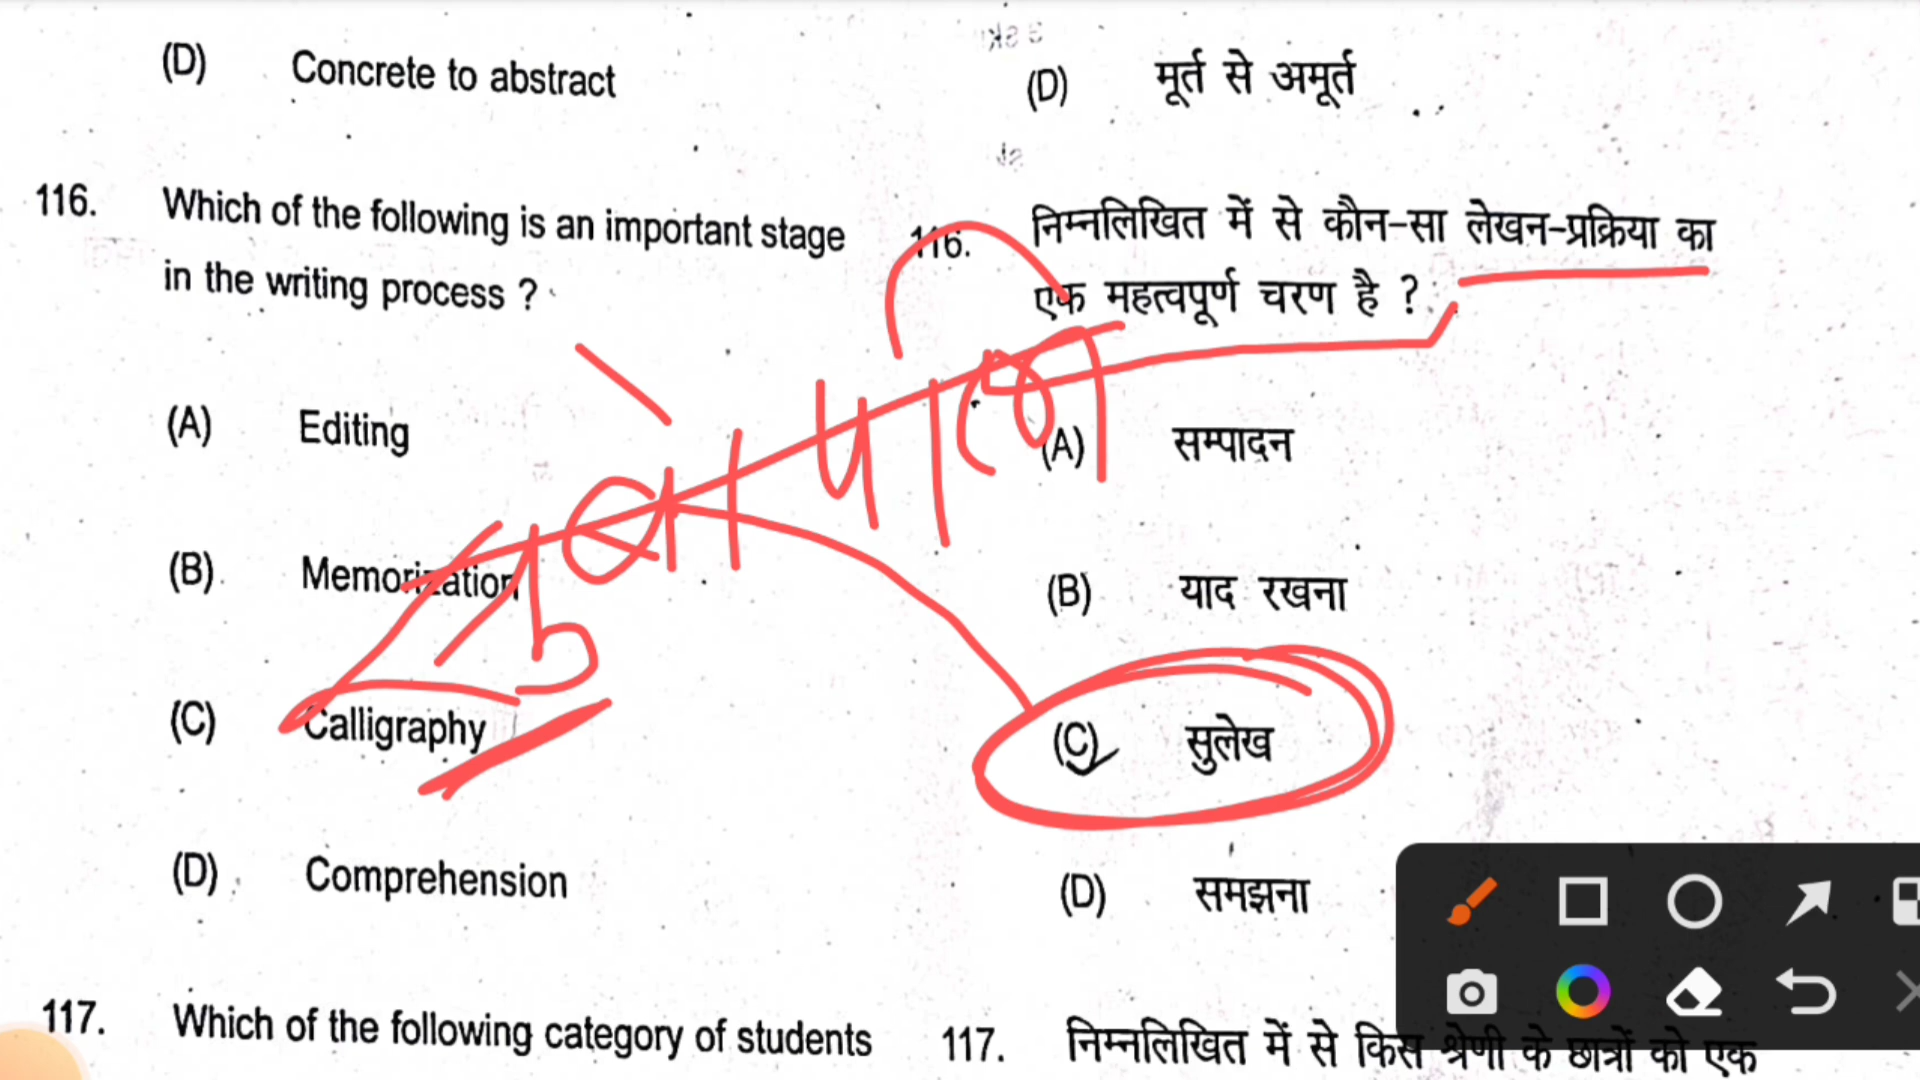 (D) Concrete to abstract
116. Which of the following is an important stage
in the writing process ?
(A) Editing
(B) Memorization
(C) Calligraphy
(D) Comprehension
117. Which of the following category of students
(D) मूर्त से अमूर्त
116. निम्नलिखित में से कौन-सा लेखन-प्रक्रिया का
एक महत्वपूर्ण चरण है ?
(A) सम्पादन
(B) याद रखना
(C) सुलेख
(D) समझना
117. निम्नलिखित में से किस श्रेणी के छात्रों को एक